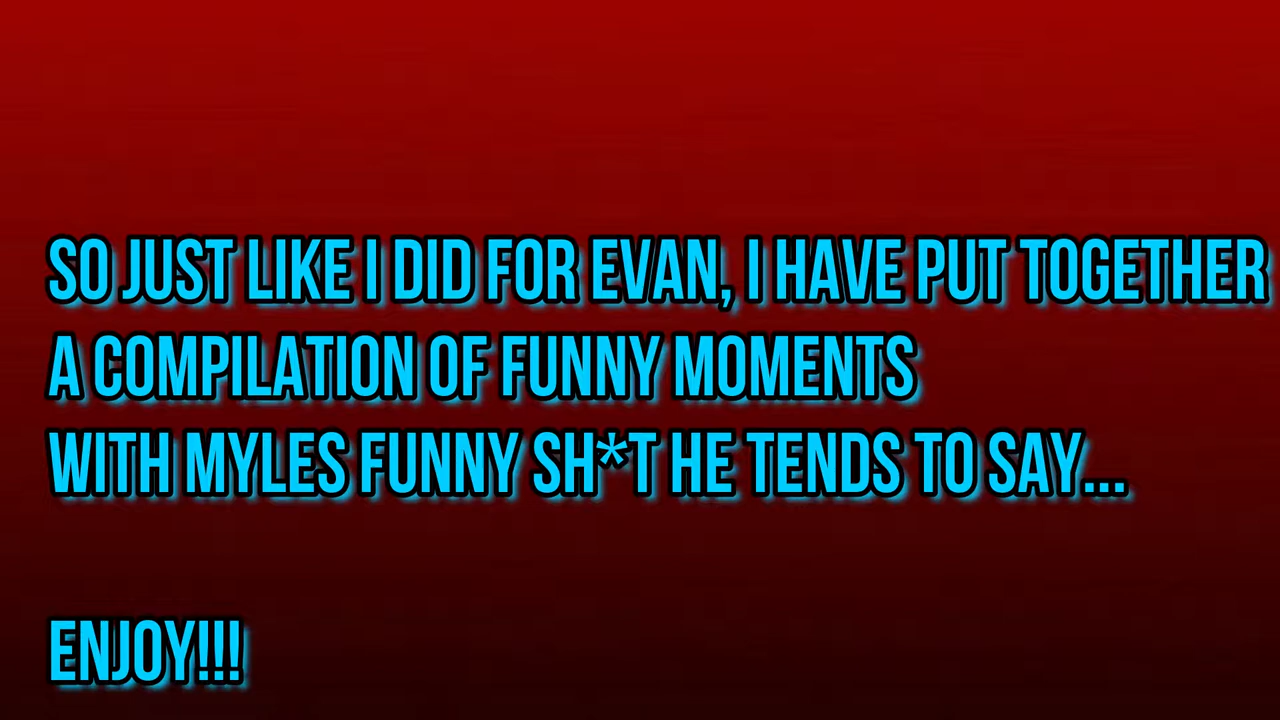 SO JUST LIKE I DID FOR EVAN, I HAVE PUT TOGETHER
A COMPILATION OF FUNNY MOMENTS
WITH MYLES FUNNY SH*T HE TENDS TO SAY...
ENJOY!!!